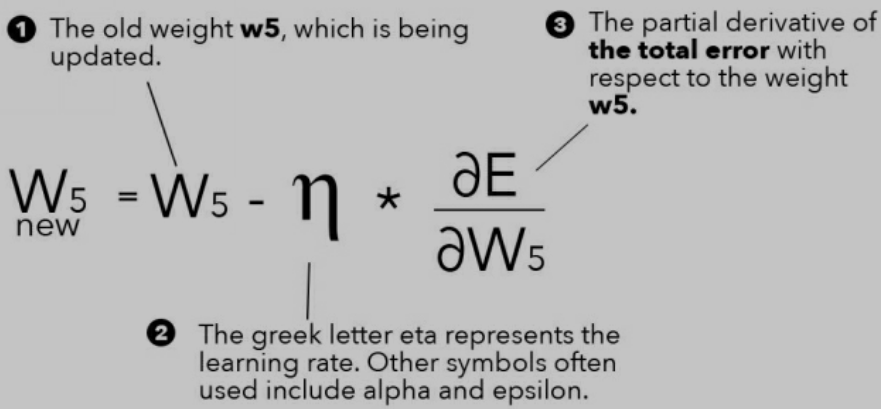 ❶ The old weight w5, which is being
updated.
❸ The partial derivative of
the total error with
respect to the weight
w5.
W5 new = W5 - η * ∂E/∂W5
❷ The greek letter eta represents the
learning rate. Other symbols often
used include alpha and epsilon.